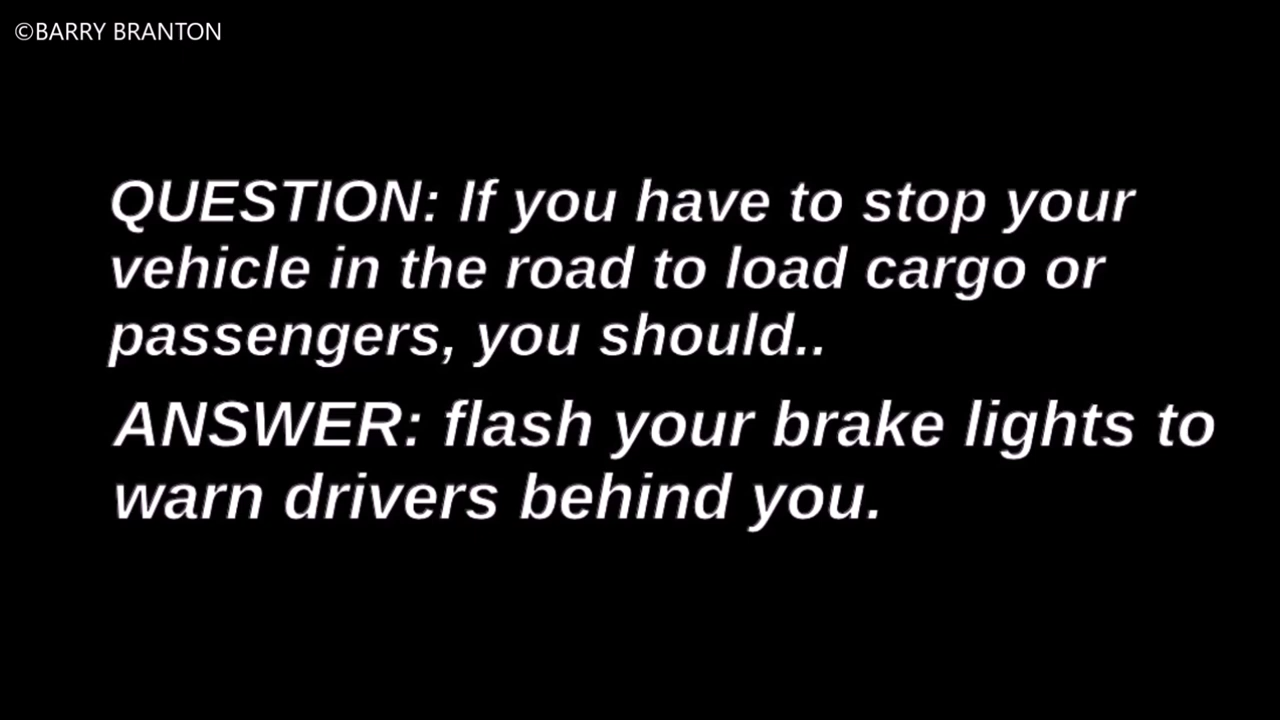 ©BARRY BRANTON
QUESTION: If you have to stop your
vehicle in the road to load cargo or
passengers, you should..
ANSWER: flash your brake lights to
warn drivers behind you.